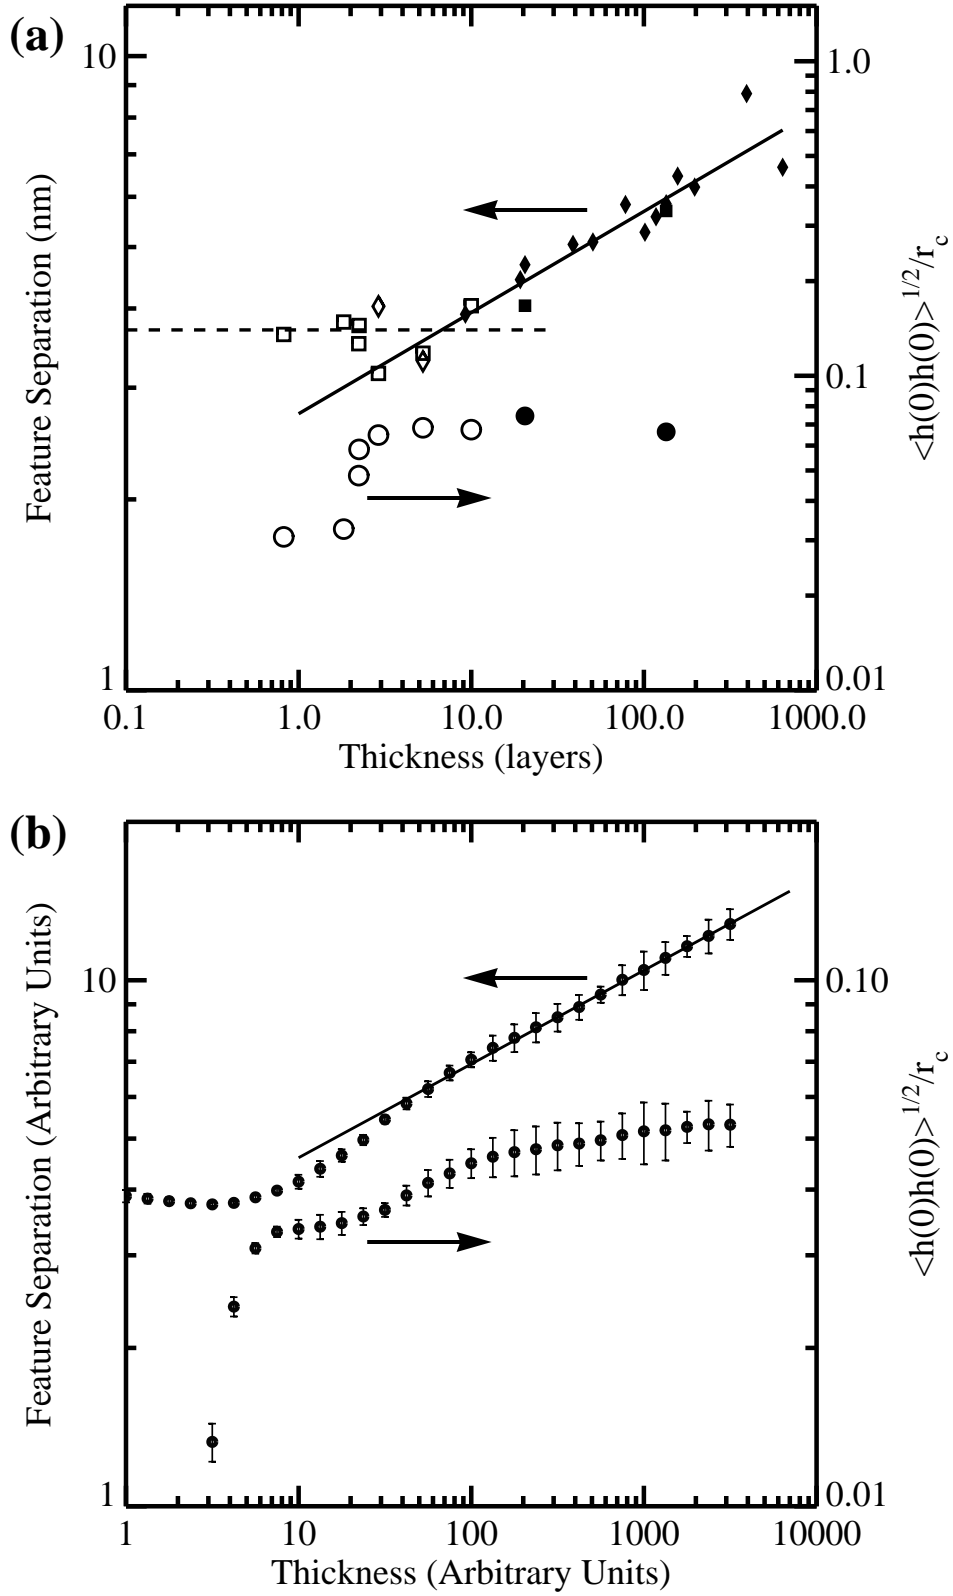 (a)
10
1
Feature Separation (nm)
1.0
0.1
0.01
<h(0)h(0)>^1/2/r_c
0.1 1.0 10.0 100.0 1000.0
Thickness (layers)
(b)
10
1
Feature Separation (Arbitrary Units)
0.10
0.01
<h(0)h(0)>^1/2/r_c
1 10 100 1000 10000
Thickness (Arbitrary Units)